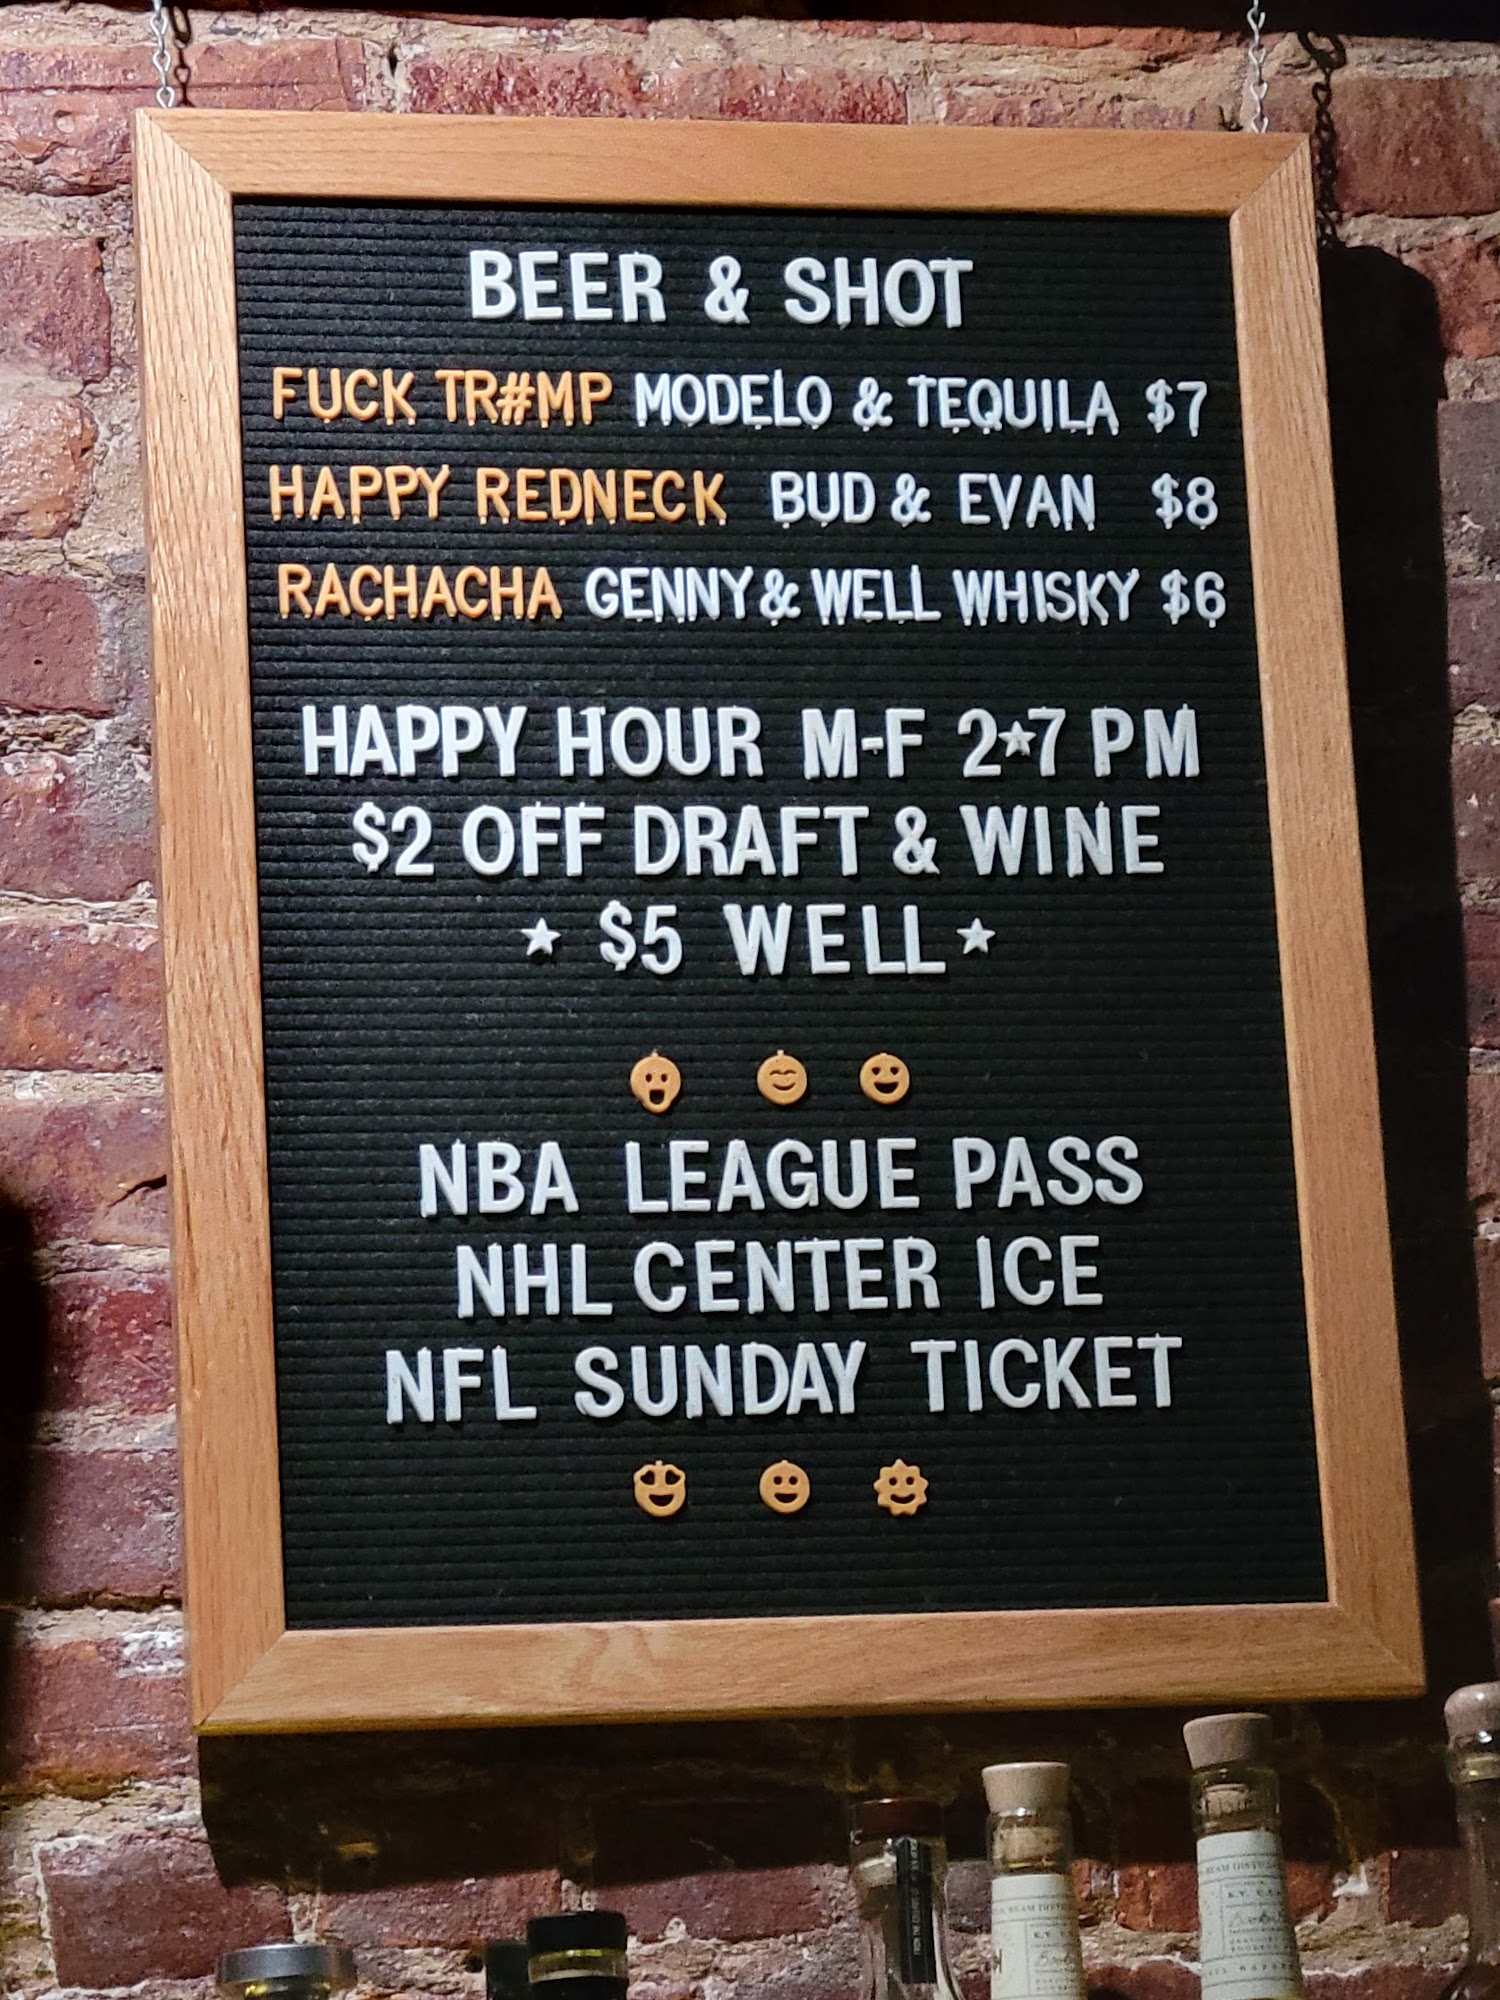 BEER & SHOT
FUCK TR#MP MODELO & TEQUILA $7
HAPPY REDNECK BUD & EVAN $8
RACHACHA GENNY & WELL WHISKY $6
HAPPY HOUR M-F 2★7 PM
$2 OFF DRAFT & WINE
★ $5 WELL ★
NBA LEAGUE PASS
NHL CENTER ICE
NFL SUNDAY TICKET